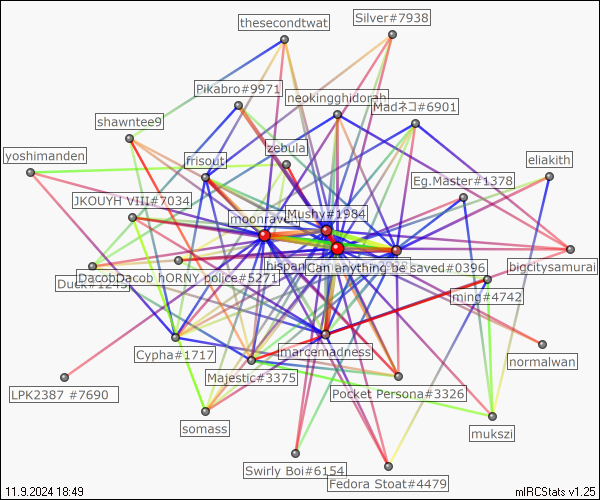 thesecondtwat
Silver#7938
Pikabro#9971
neokingghidorah
Madネコ#6901
shawntee9
zebula
yoshimanden
frisout
eliakith
Eg.Master#1378
JKOUYH VIII#7034
moonraven
Mushy#1984
hispan
Can anything be saved#0396
bigcitysamurai
DacobDacob hORNY police#5271
ming#4742
Cypha#1717
marcemadness
normalwan
Majestic#3375
LPK2387 #7690
Pocket Persona#3326
somass
mukszi
Swirly Boi#6154
Fedora Stoat#4479
11.9.2024 18:49
mIRCStats v1.25